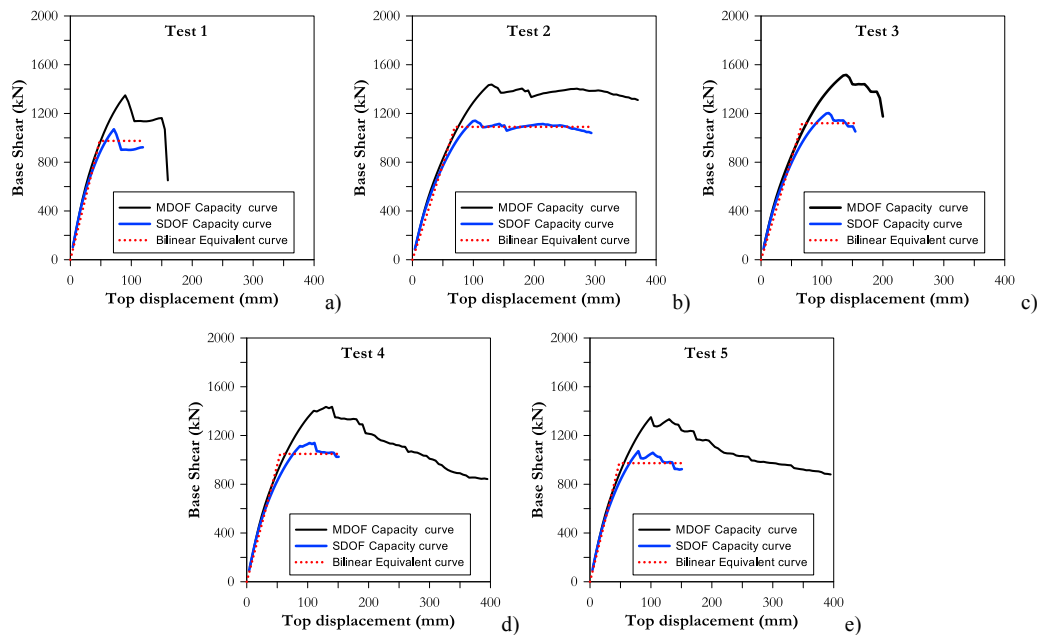 Test 1
Base Shear (kN)
2000
1600
1200
800
400
0
MDOF Capacity curve
SDOF Capacity curve
Bilinear Equivalent curve
0 100 200 300 400
Top displacement (mm)
a)
Test 2
Base Shear (kN)
2000
1600
1200
800
400
0
MDOF Capacity curve
SDOF Capacity curve
Bilinear Equivalent curve
0 100 200 300 400
Top displacement (mm)
b)
Test 3
Base Shear (kN)
2000
1600
1200
800
400
0
MDOF Capacity curve
SDOF Capacity curve
Bilinear Equivalent curve
0 100 200 300 400
Top displacement (mm)
c)
Test 4
Base Shear (kN)
2000
1600
1200
800
400
0
MDOF Capacity curve
SDOF Capacity curve
Bilinear Equivalent curve
0 100 200 300 400
Top displacement (mm)
d)
Test 5
Base Shear (kN)
2000
1600
1200
800
400
0
MDOF Capacity curve
SDOF Capacity curve
Bilinear Equivalent curve
0 100 200 300 400
Top displacement (mm)
e)